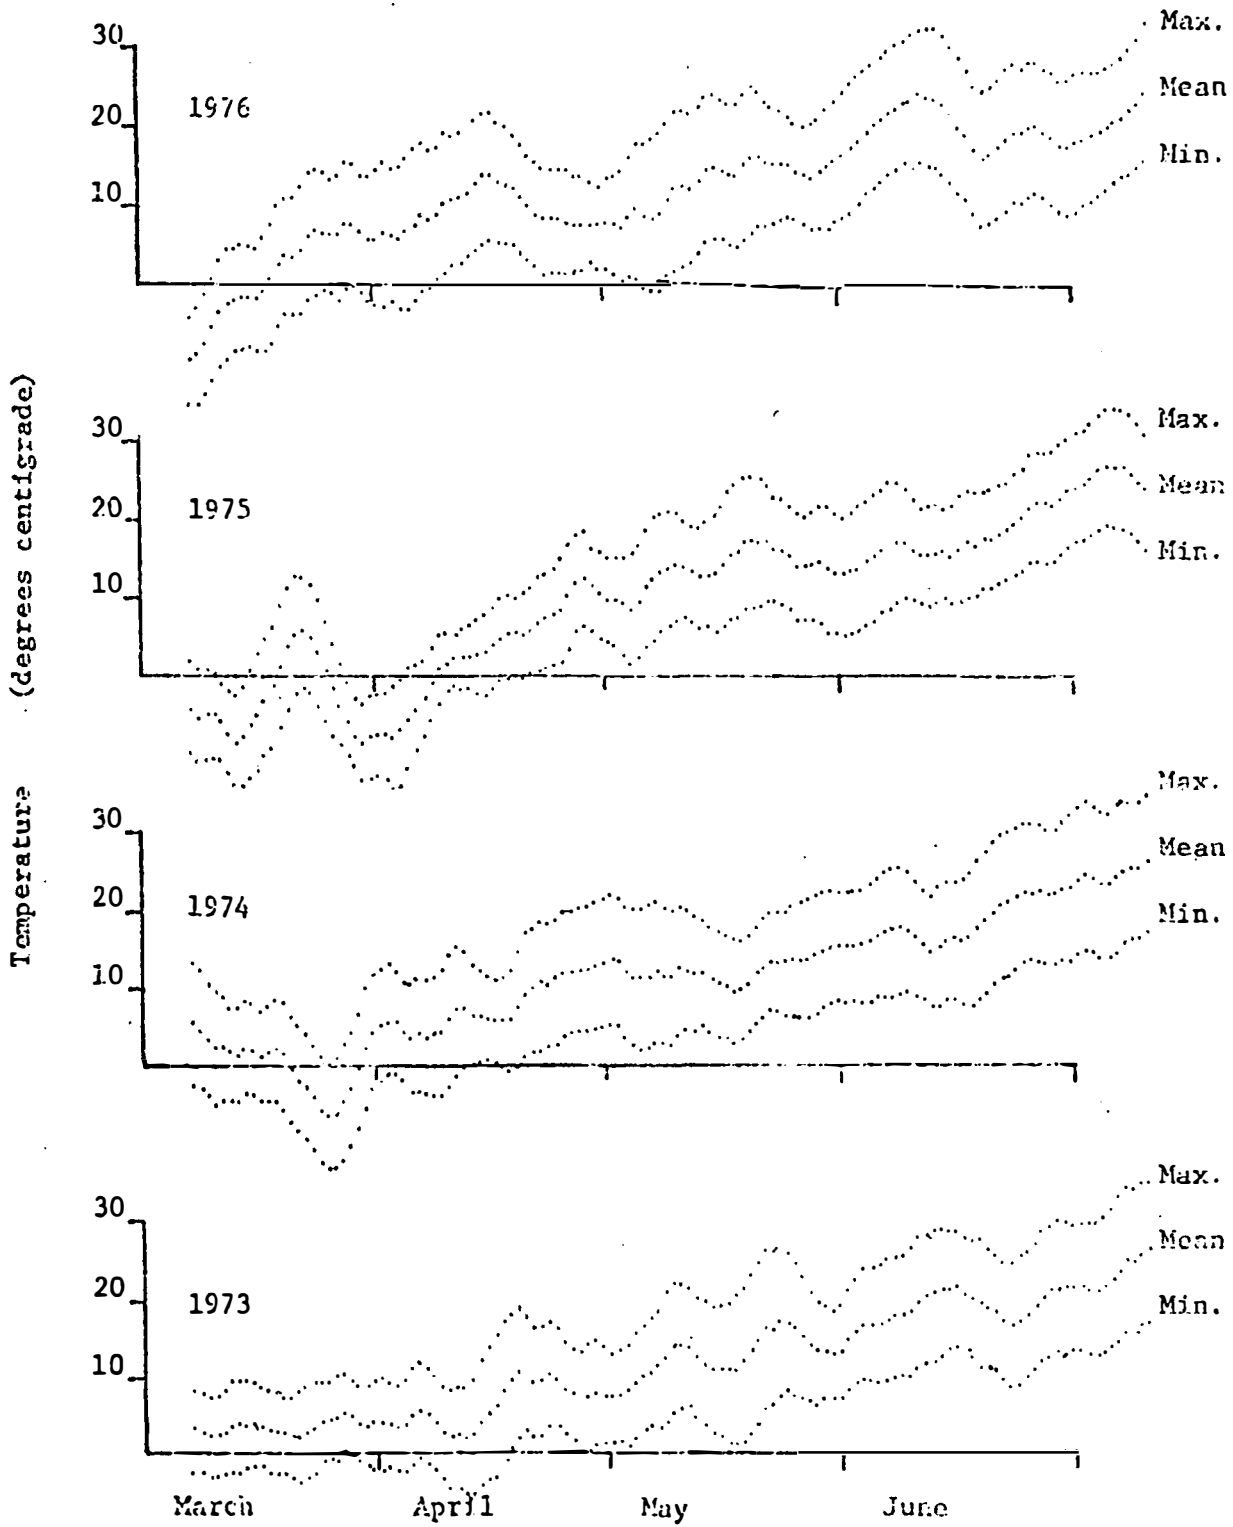 Temperature (degrees centigrade)
30
20
10
1976
Max.
Mean
Min.
30
20
10
1975
Max.
Mean
Min.
30
20
10
1974
Max.
Mean
Min.
30
20
10
1973
Max.
Mean
Min.
March April May June